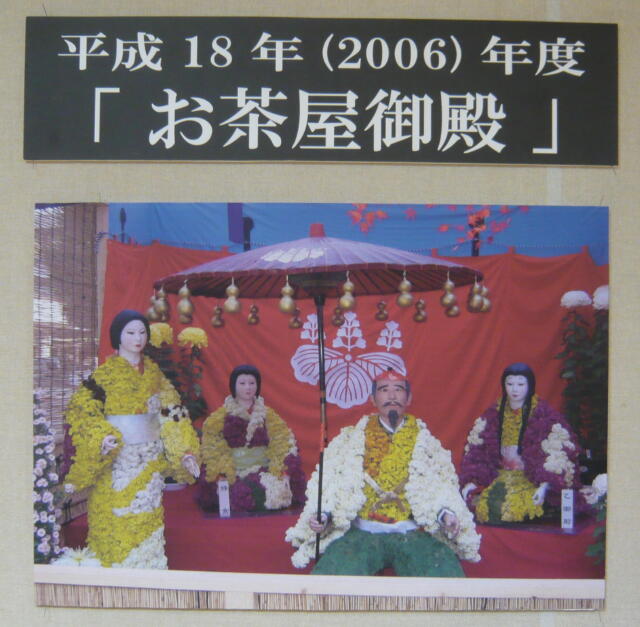 平成 18 年 (2006) 年度
「 お茶屋御殿 」